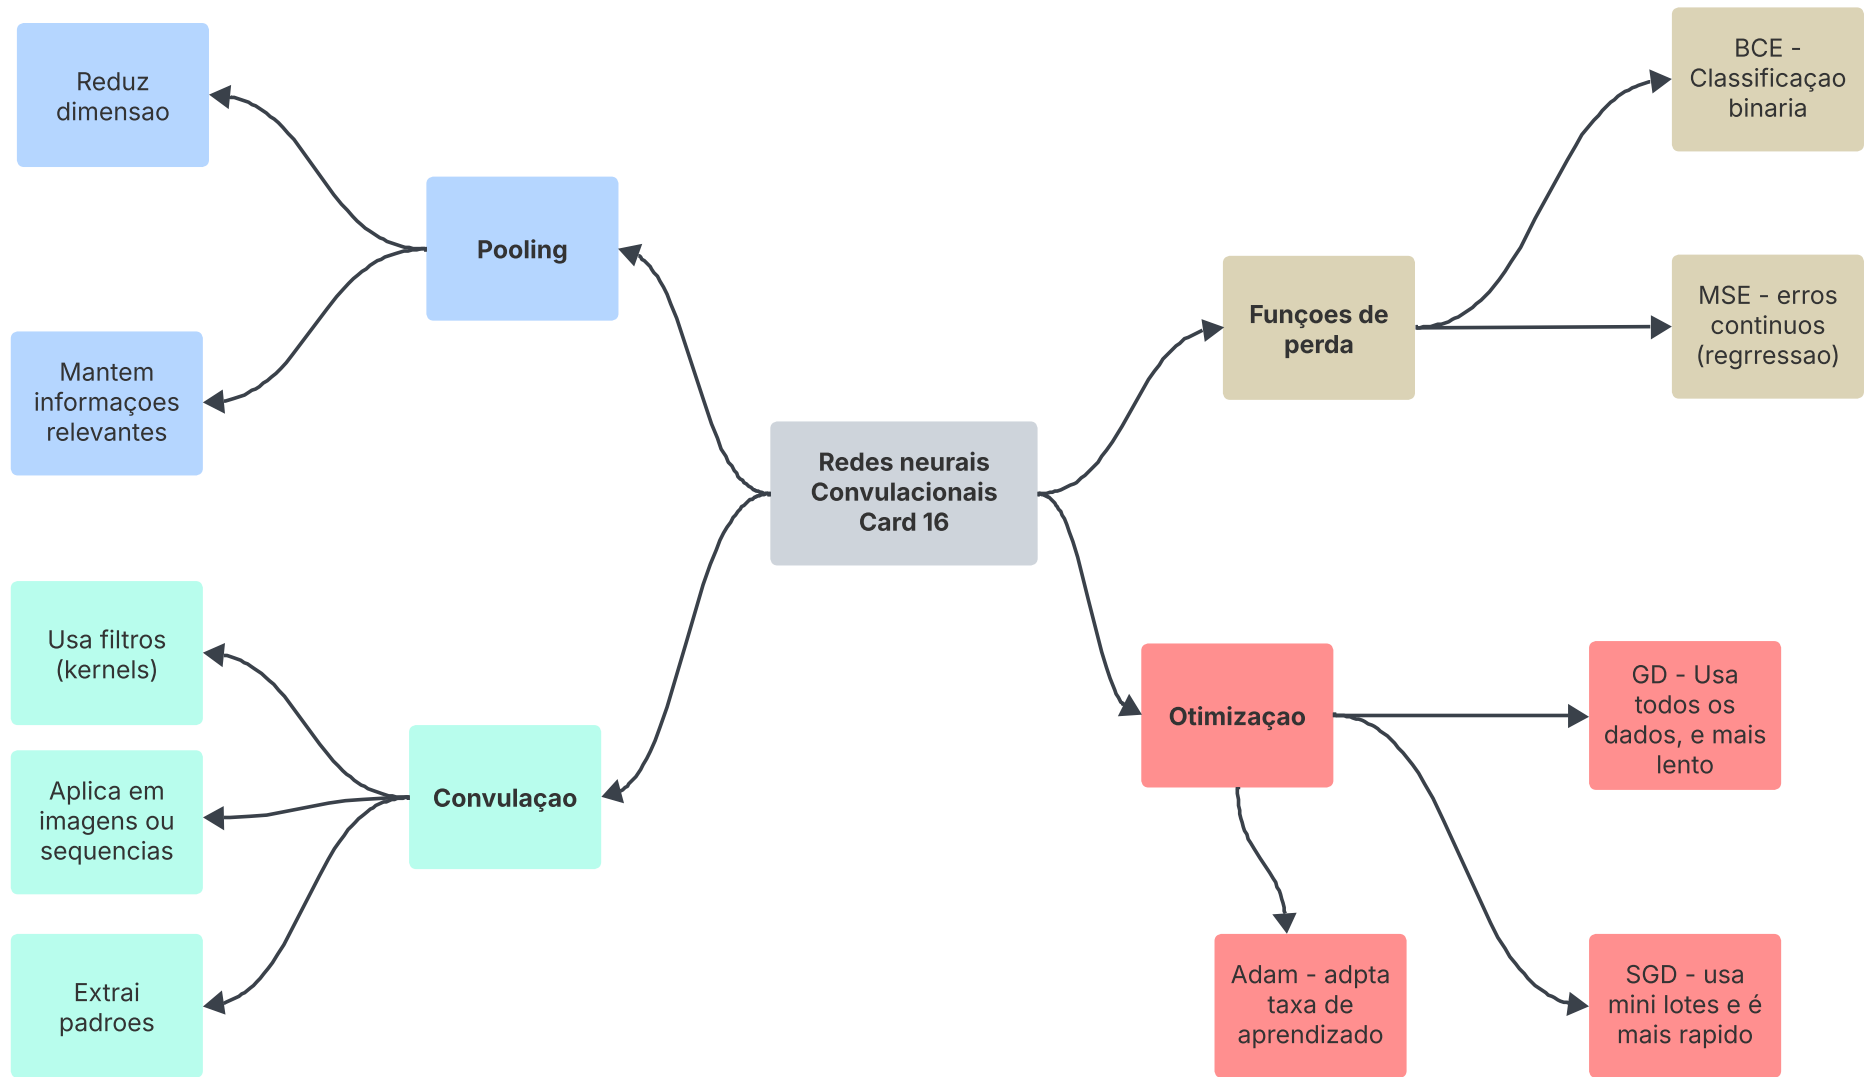 Redes neurais
Convulacionais
Card 16
Pooling
Reduz
dimensao
Mantem
informaçoes
relevantes
Convulaçao
Usa filtros
(kernels)
Aplica em
imagens ou
sequencias
Extrai
padroes
Funçoes de
perda
BCE -
Classificaçao
binaria
MSE - erros
continuos
(regrressao)
Otimizaçao
GD - Usa
todos os
dados, e mais
lento
Adam - adpta
taxa de
aprendizado
SGD - usa
mini lotes e é
mais rapido